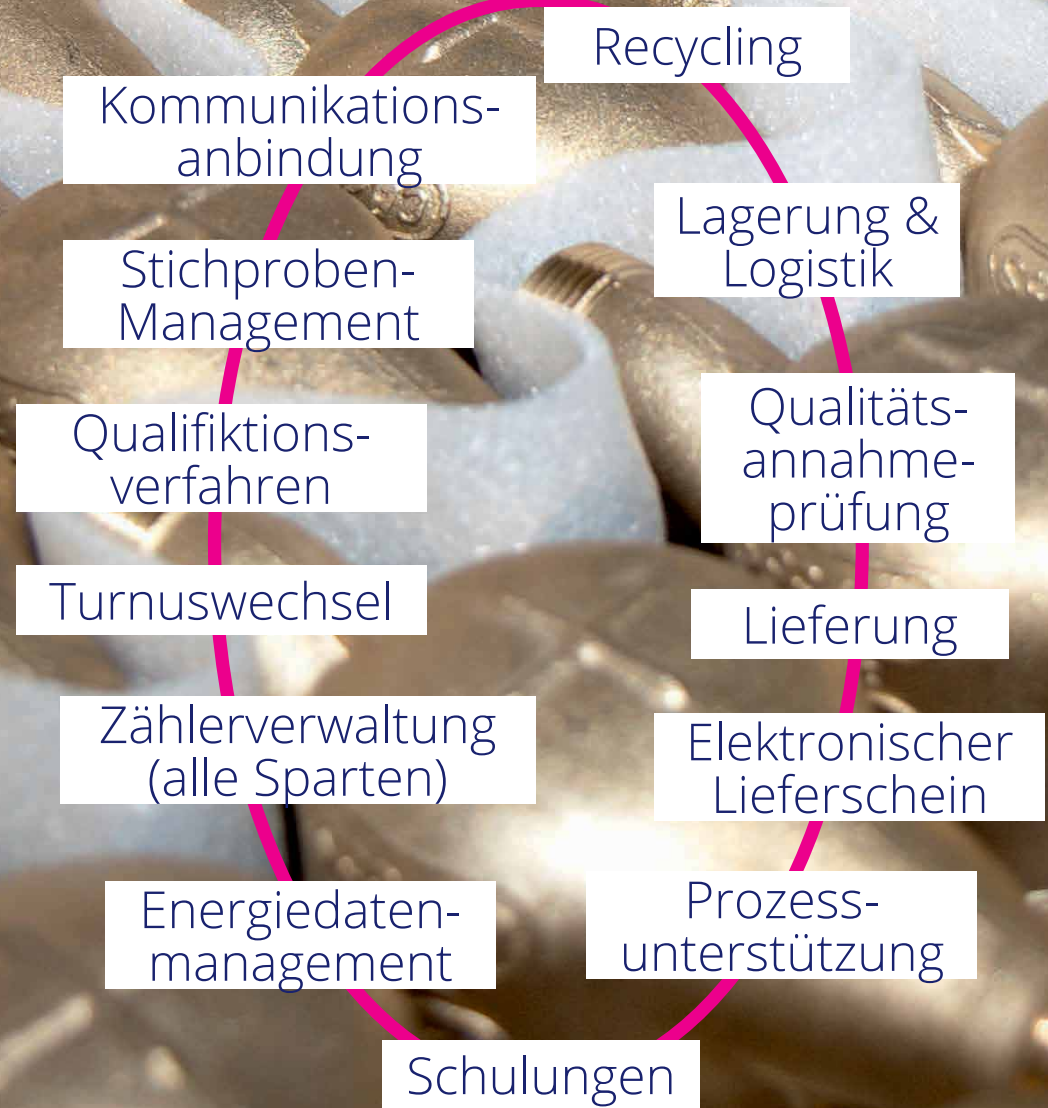 Recycling
Kommunikations-
anbindung
Lagerung &
Logistik
Stichproben-
Management
Qualitäts-
annahme-
prüfung
Qualifiktions-
verfahren
Turnuswechsel
Lieferung
Zählerverwaltung
(alle Sparten)
Elektronischer
Lieferschein
Energiedaten-
management
Prozess-
unterstützung
Schulungen